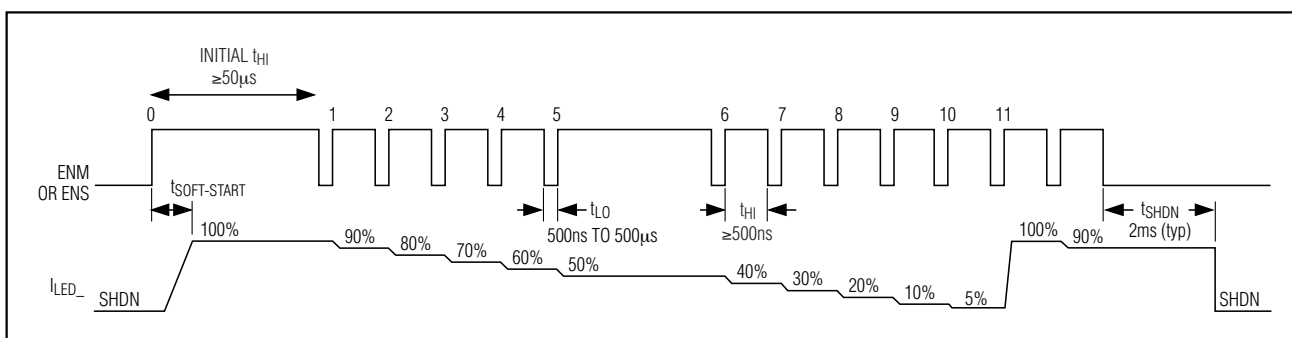 INITIAL tHI
≥50µs
0 1 2 3 4 5 6 7 8 9 10 11
ENM
OR ENS
tSOFT-START
tLO
500ns TO 500µs
tHI
≥500ns
tSHDN
2ms (typ)
100% 90% 80% 70% 60% 50% 40% 30% 20% 10% 5% 100% 90%
ILED_
SHDN
SHDN